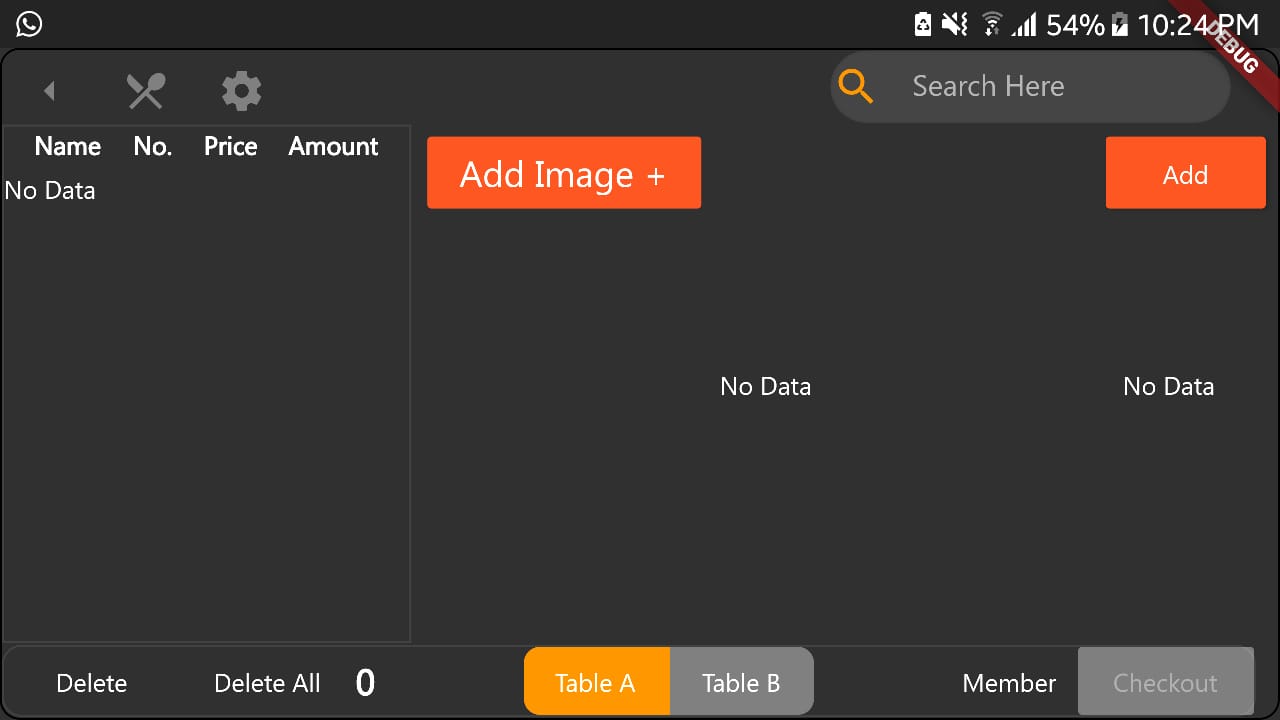 54% 10:24 PM
DEBUG
Search Here
Name No. Price Amount
No Data
Add Image +
Add
No Data
No Data
Delete
Delete All
0
Table A
Table B
Member
Checkout